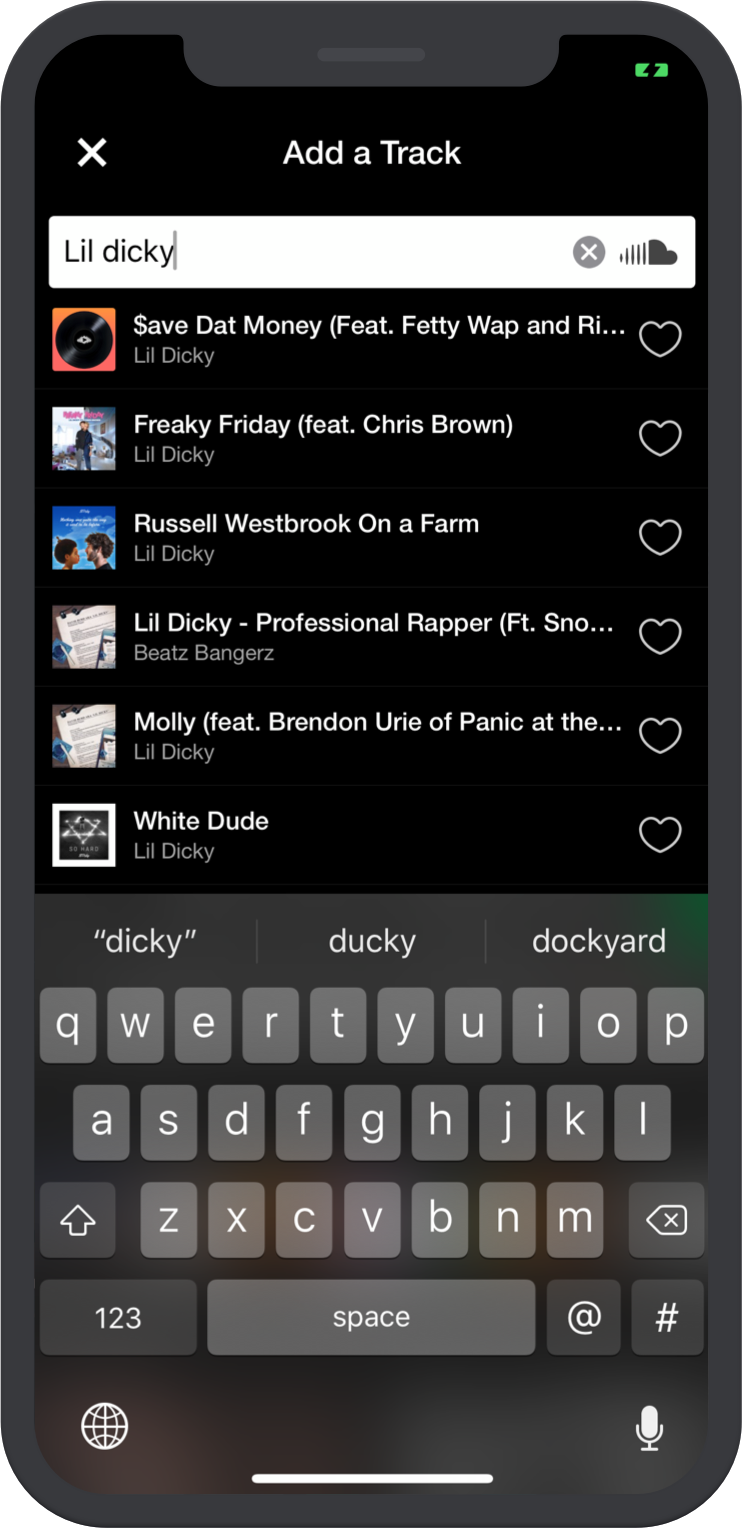 Add a Track
Lil dicky
$ave Dat Money (Feat. Fetty Wap and Ri...
Lil Dicky
Freaky Friday (feat. Chris Brown)
Lil Dicky
Russell Westbrook On a Farm
Lil Dicky
Lil Dicky - Professional Rapper (Ft. Sno...
Beatz Bangerz
Molly (feat. Brendon Urie of Panic at the...
Lil Dicky
White Dude
SO HARD
Lil Dicky
“dicky” ducky dockyard
q w e r t y u i o p
a s d f g h j k l
z x c v b n m
123 space @ #